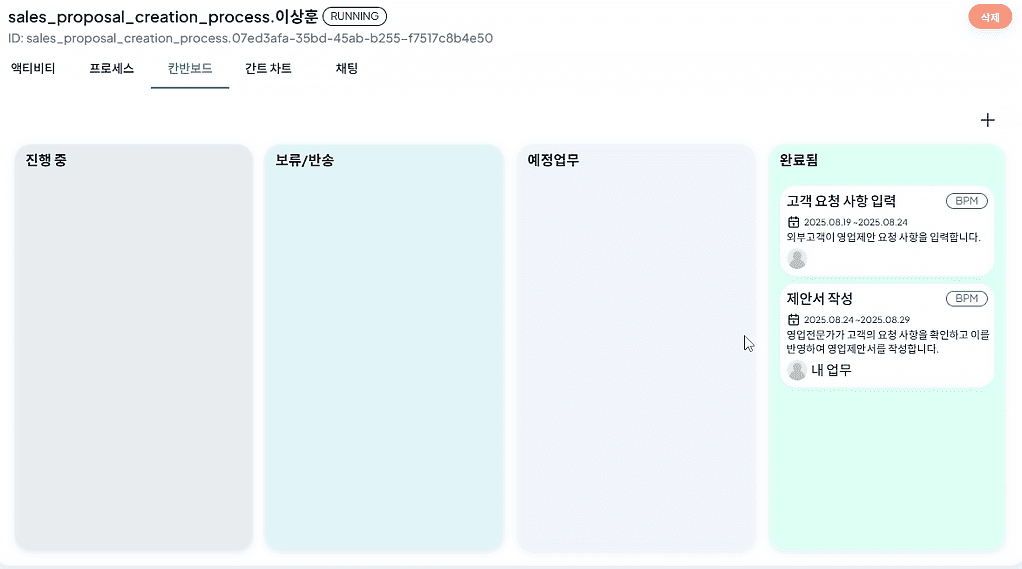 sales_proposal_creation_process.이상훈 RUNNING 삭제
ID: sales_proposal_creation_process.07ed3afa-35bd-45ab-b255-f7517c8b4e50
액티비티 프로세스 칸반보드 간트 차트 채팅
진행 중 보류/반송 예정업무 완료됨
고객 요청 사항 입력 BPM
2025.08.19 ~2025.08.24
외부고객이 영업제안 요청 사항을 입력합니다.
제안서 작성 BPM
2025.08.24 ~2025.08.29
영업전문가가 고객의 요청 사항을 확인하고 이를
반영하여 영업제안서를 작성합니다.
내 업무